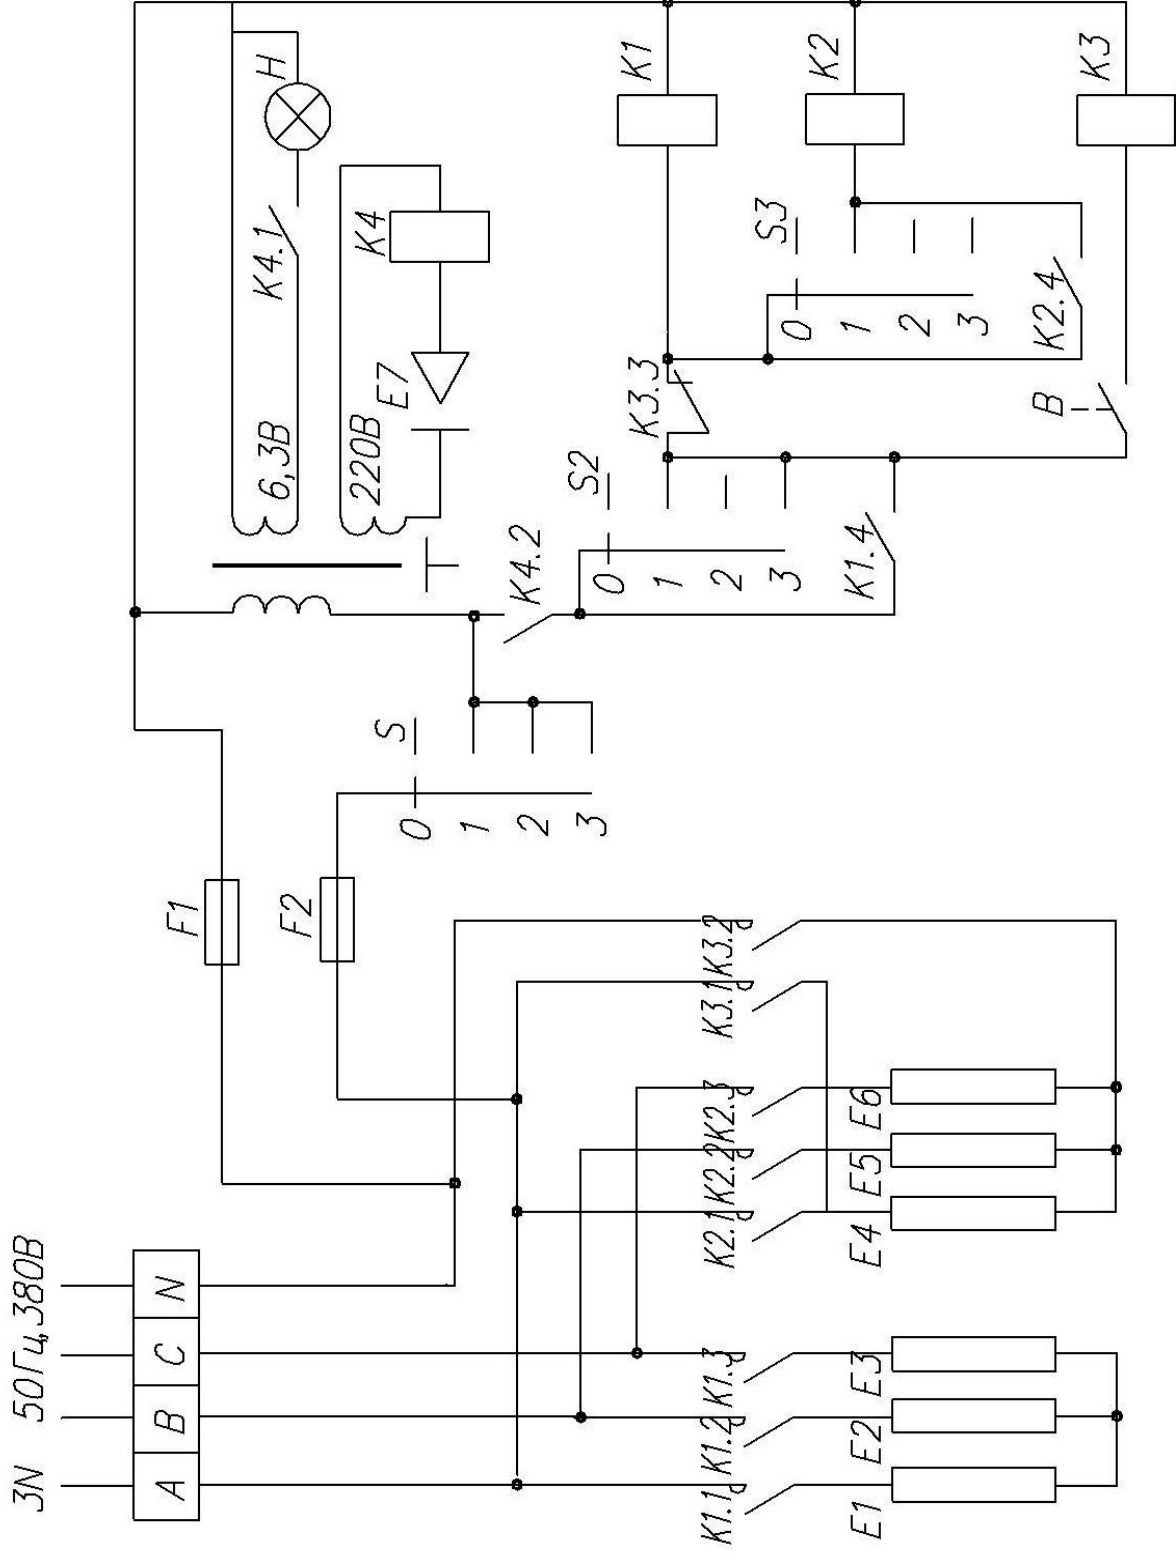 3N 50Гц,380В
A
B
C
N
F1
F2
S
0
1
2
3
6,3В
K4.1
H
220В
E7
K4
K4.2
S2
0
1
2
3
K1.4
K3.3
K1
S3
0
1
2
3
K2
K2.4
B
K3
K1.1
K1.2
K1.3
K2.1
K2.2
K2.3
K3.1
K3.2
E1
E2
E3
E4
E5
E6